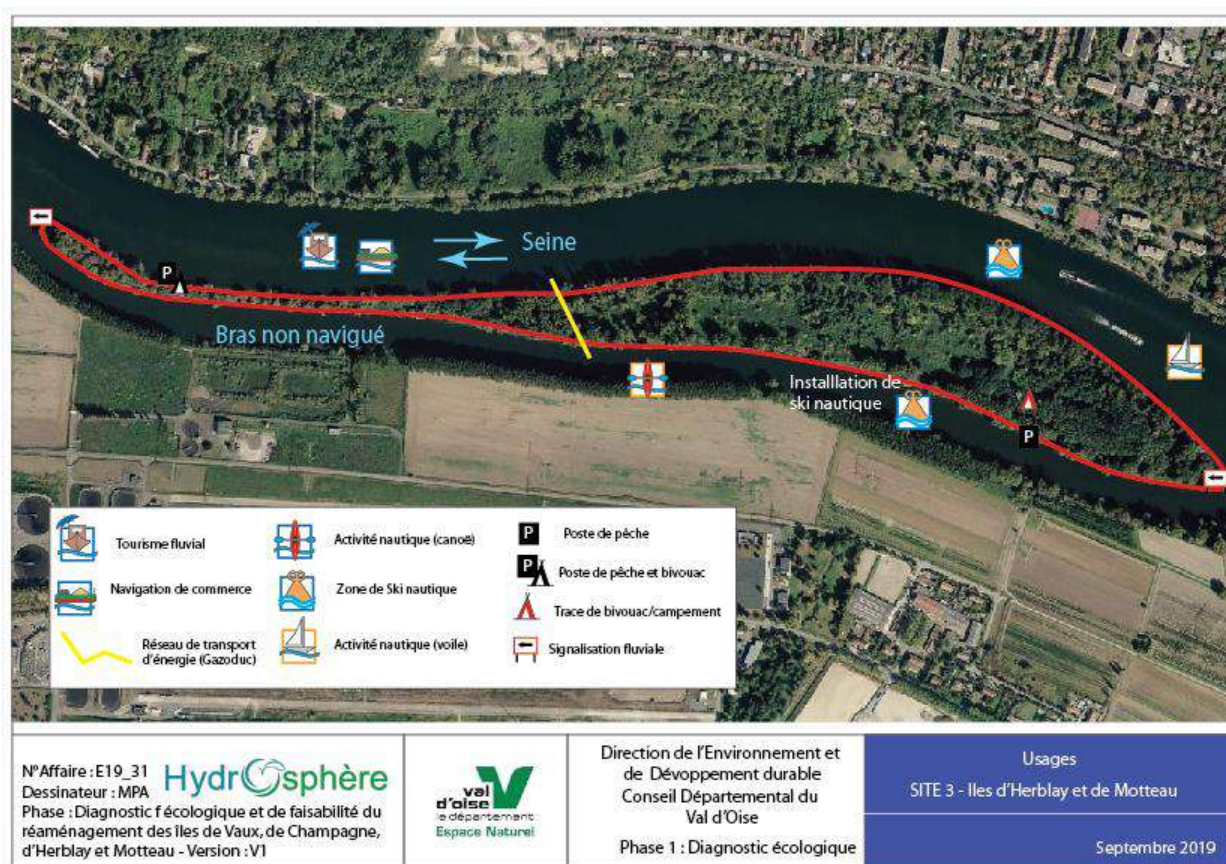 Seine
P
Bras non navigué
Installlation de
ski nautique
P
Tourisme fluvial
Activité nautique (canoë)
P
Poste de pêche
Navigation de commerce
Zone de Ski nautique
P
Poste de pêche et bivouac
Réseau de transport
d'énergie (Gazoduc)
Activité nautique (voile)
Trace de bivouac/campement
Signalisation fluviale
N°Affaire : E19_31
Dessinateur : MPA
Phase : Diagnostic f écologique et de faisabilité du
réaménagement des îles de Vaux, de Champagne,
d'Herblay et Motteau - Version : V1
Hydrosphère
val
d'oise
le département
Espace Naturel
Direction de l'Environnement et
de Dévoppement durable
Conseil Départemental du
Val d'Oise
Phase 1 : Diagnostic écologique
Usages
SITE 3 - Iles d'Herblay et de Motteau
Septembre 2019